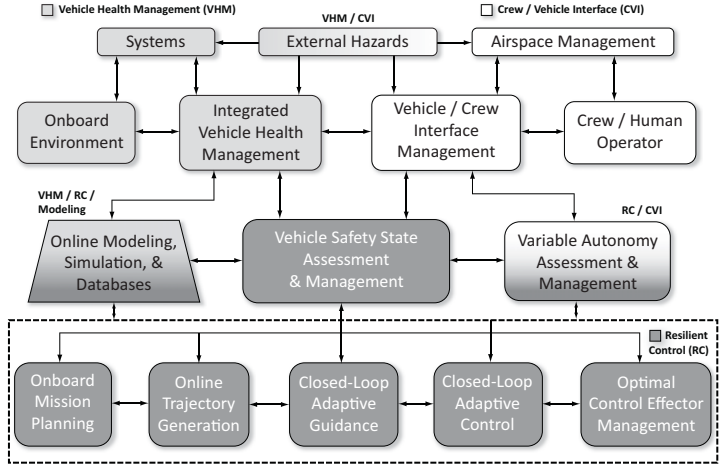 Vehicle Health Management (VHM)
VHM / CVI
Crew / Vehicle Interface (CVI)
Systems
External Hazards
Airspace Management
Onboard
Environment
Integrated
Vehicle Health
Management
Vehicle / Crew
Interface
Management
Crew / Human
Operator
VHM / RC /
Modeling
RC / CVI
Online Modeling,
Simulation, &
Databases
Vehicle Safety State
Assessment
& Management
Variable Autonomy
Assessment &
Management
Resilient
Control (RC)
Onboard
Mission
Planning
Online
Trajectory
Generation
Closed-Loop
Adaptive
Guidance
Closed-Loop
Adaptive
Control
Optimal
Control Effector
Management